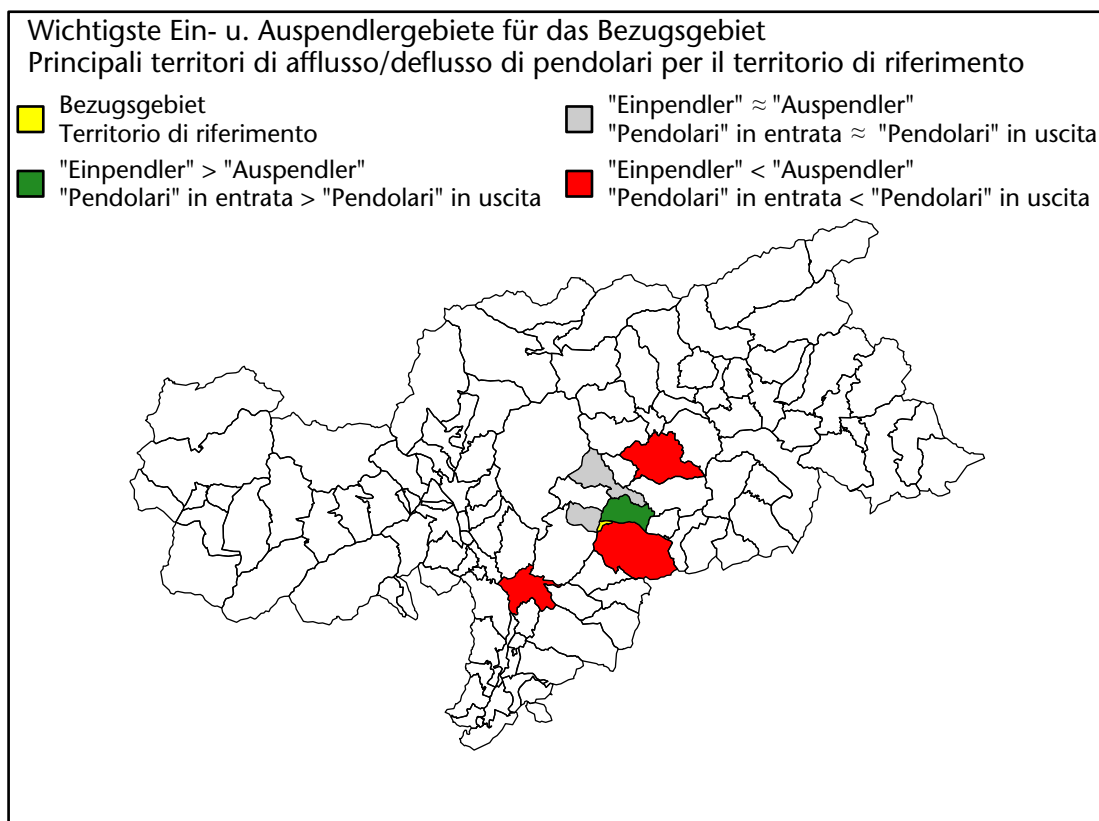 Wichtigste Ein- u. Auspendlergebiete für das Bezugsgebiet
Principali territori di afflusso/deflusso di pendolari per il territorio di riferimento
Bezugsgebiet
Territorio di riferimento
"Einpendler" > "Auspendler"
"Pendolari" in entrata > "Pendolari" in uscita
"Einpendler" ≈ "Auspendler"
"Pendolari" in entrata ≈ "Pendolari" in uscita
"Einpendler" < "Auspendler"
"Pendolari" in entrata < "Pendolari" in uscita